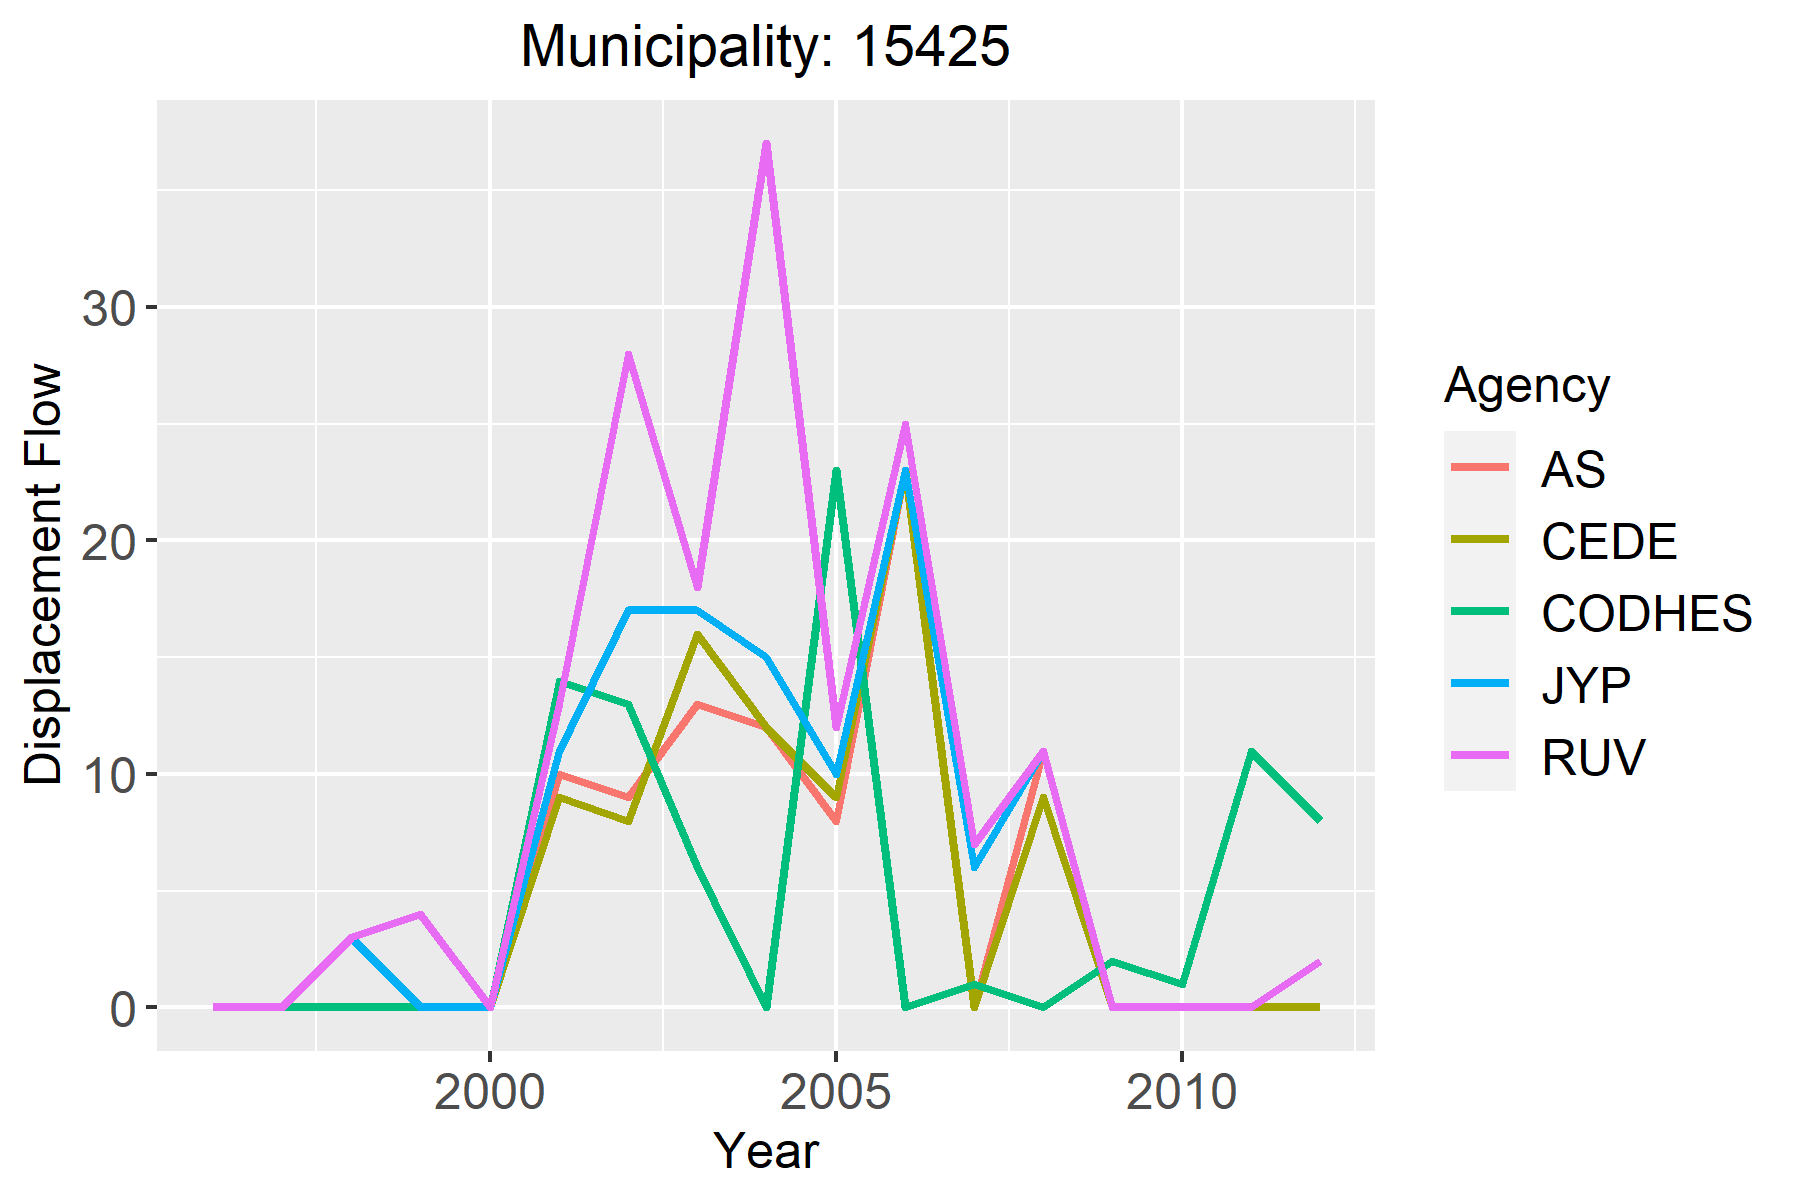 Municipality: 15425
Displacement Flow
30
20
10
0
2000 2005 2010
Year
Agency
AS
CEDE
CODHES
JYP
RUV